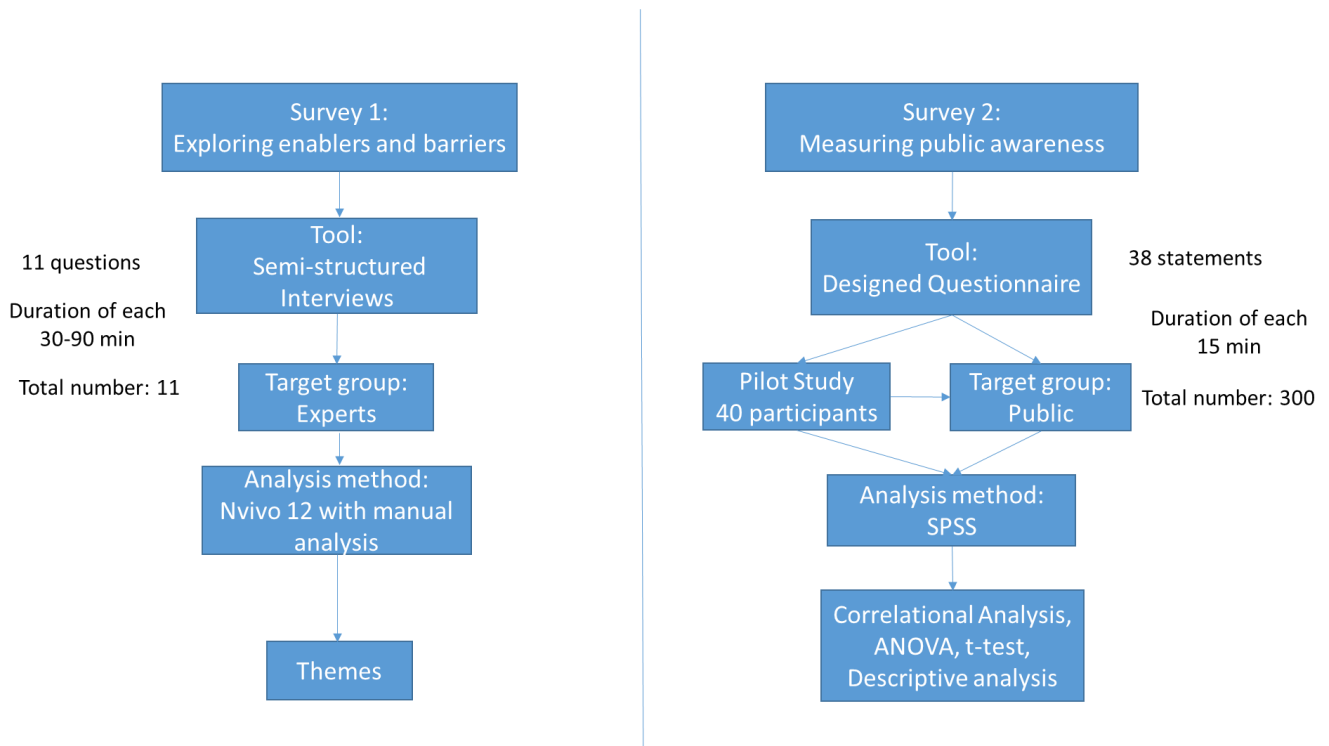 Survey 1:
Exploring enablers and barriers
Tool:
Semi-structured
Interviews
11 questions
Duration of each
30-90 min
Total number: 11
Target group:
Experts
Analysis method:
Nvivo 12 with manual
analysis
Themes
Survey 2:
Measuring public awareness
Tool:
Designed Questionnaire
38 statements
Duration of each
15 min
Pilot Study
40 participants
Target group:
Public
Total number: 300
Analysis method:
SPSS
Correlational Analysis,
ANOVA, t-test,
Descriptive analysis